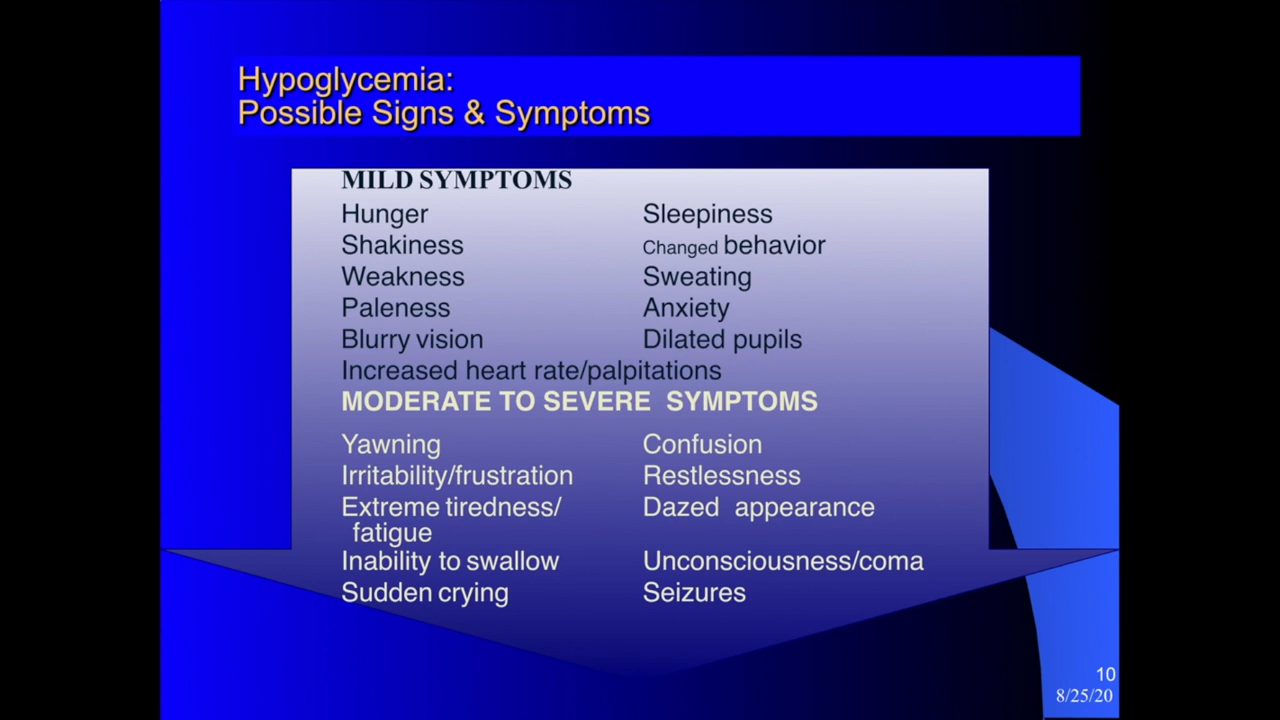 Hypoglycemia:
Possible Signs & Symptoms
MILD SYMPTOMS
Hunger Sleepiness
Shakiness Changed behavior
Weakness Sweating
Paleness Anxiety
Blurry vision Dilated pupils
Increased heart rate/palpitations
MODERATE TO SEVERE SYMPTOMS
Yawning Confusion
Irritability/frustration Restlessness
Extreme tiredness/ Dazed appearance
fatigue
Inability to swallow Unconsciousness/coma
Sudden crying Seizures
10
8/25/20